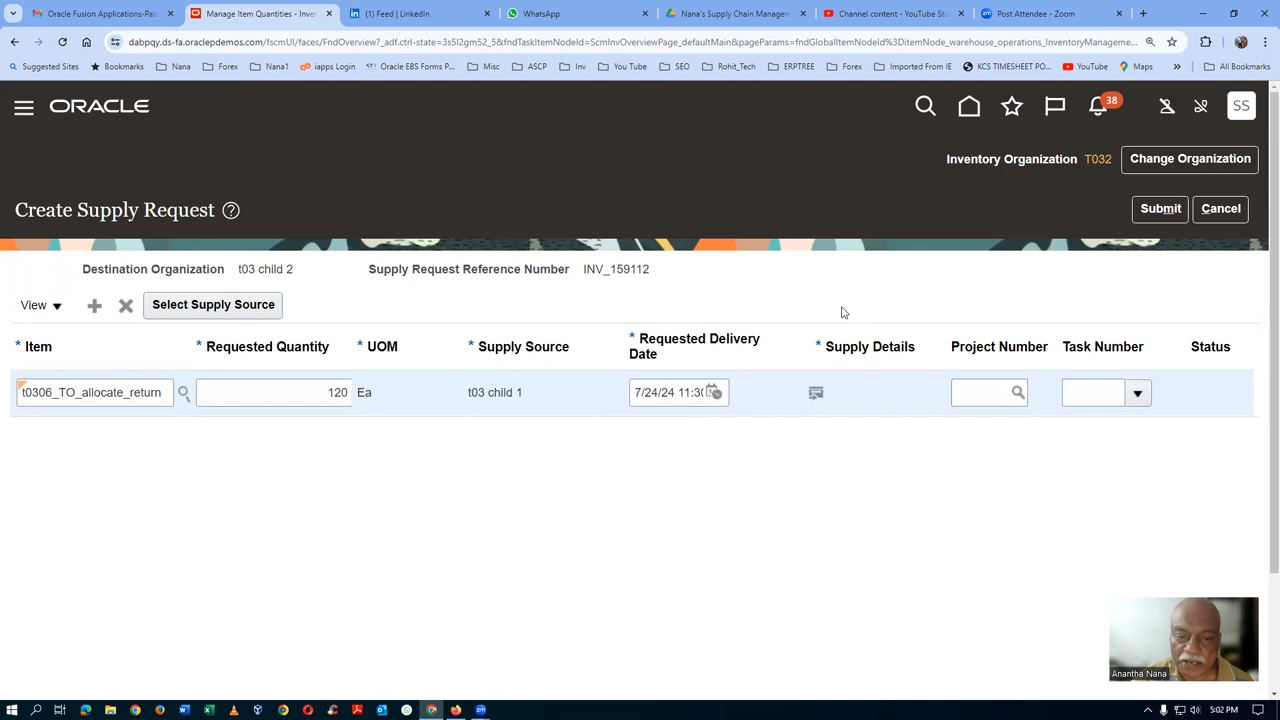 Oracle Fusion Applications-Pas
Manage Item Quantities - Inven
(1) Feed | LinkedIn
WhatsApp
Nana's Supply Chain Managem
Channel content - YouTube Stu
Post Attendee - Zoom
dabpqy.ds-fa.oraclepdemos.com/fscmUI/faces/FndOverview?_adf.ctrl-state=3s5l2gm52_5&fndTaskItemNodeId=ScmInvOverviewPage_defaultMain&pageParams=fndGlobalItemNodeId%3DitemNode_warehouse_operations_InventoryManageme...
Suggested Sites
Bookmarks
Nana
Forex
Nana1
iapps Login
Oracle EBS Forms P...
Misc
ASCP
Inv
You Tube
SEO
Rohit_Tech
ERPTREE
Forex
Imported From IE
KCS TIMESHEET PO...
YouTube
Maps
»
All Bookmarks
ORACLE
38
SS
Inventory Organization T032 Change Organization
Create Supply Request ?
Submit Cancel
Destination Organization t03 child 2 Supply Request Reference Number INV_159112
View Select Supply Source
* Item * Requested Quantity * UOM * Supply Source * Requested Delivery Date * Supply Details Project Number Task Number Status
t0306_TO_allocate_return 120 Ea t03 child 1 7/24/24 11:30
Anantha Nana
5:02 PM